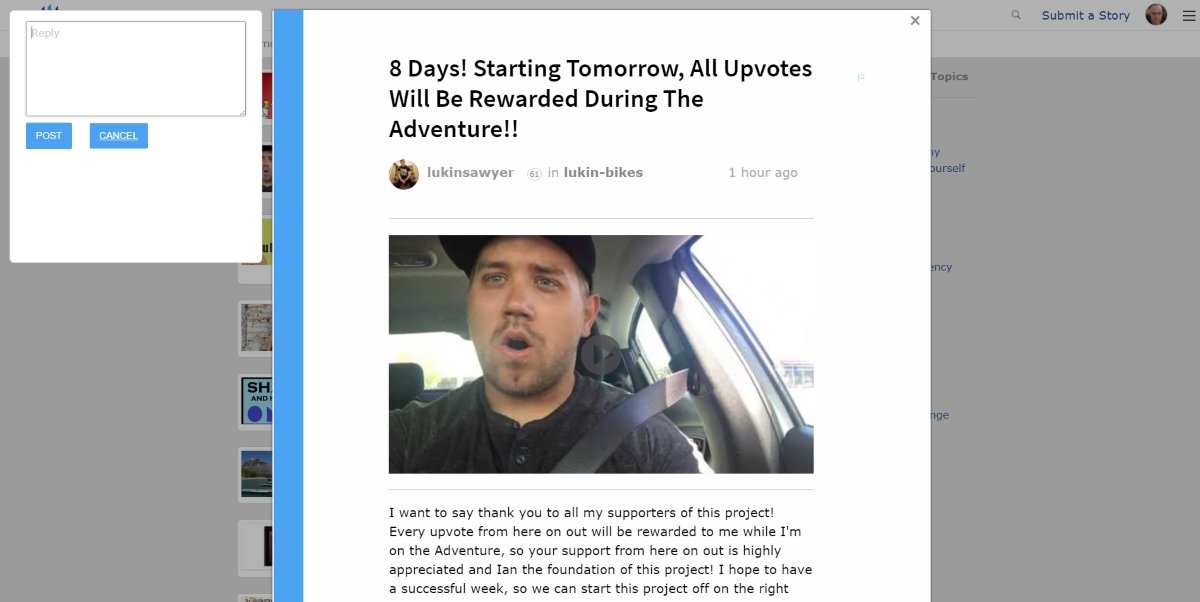 Reply
POST
CANCEL
Submit a Story
8 Days! Starting Tomorrow, All Upvotes
Will Be Rewarded During The
Adventure!!
Topics
lukinsawyer 61 in lukin-bikes 1 hour ago
ourself
SHA
AND
I want to say thank you to all my supporters of this project!
Every upvote from here on out will be rewarded to me while I'm
on the Adventure, so your support from here on out is highly
appreciated and Ian the foundation of this project! I hope to have
a successful week, so we can start this project off on the right